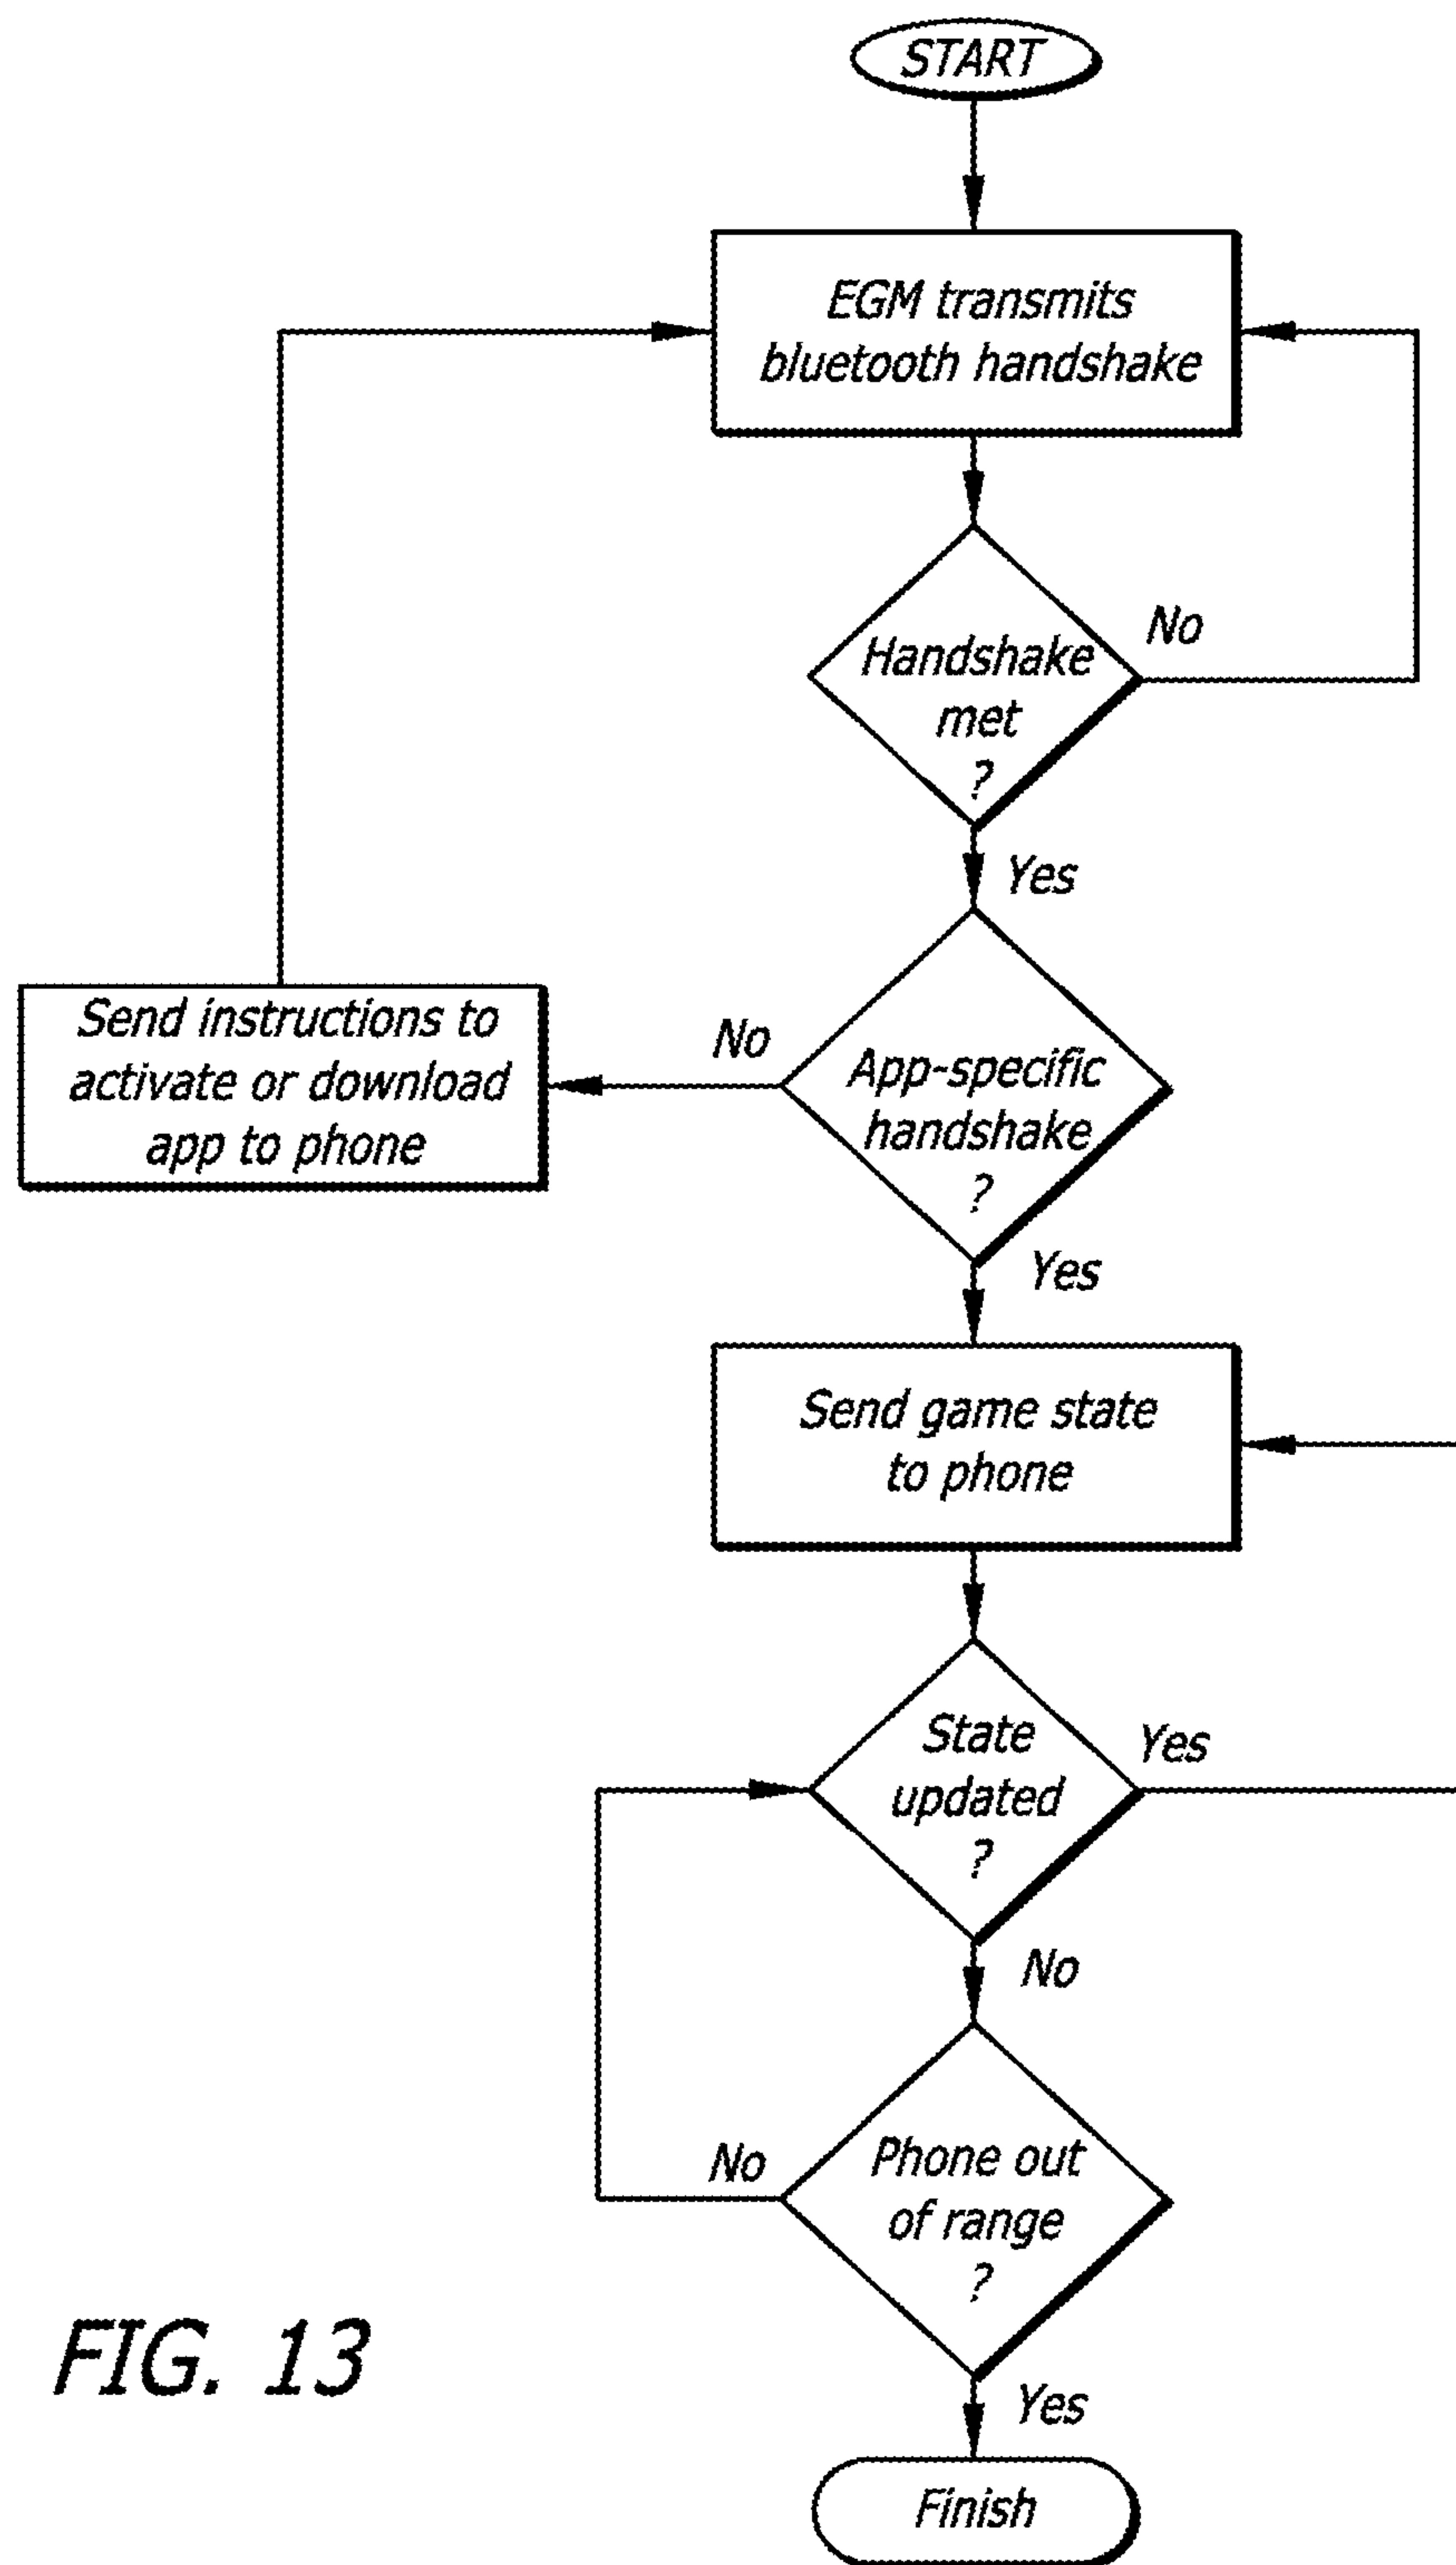 START
EGM transmits
bluetooth handshake
No
Handshake
met
?
Yes
Send instructions to
activate or download
app to phone
No
App-specific
handshake
?
Yes
Send game state
to phone
State
updated
?
Yes
No
No
Phone out
of range
?
Yes
Finish
FIG. 13